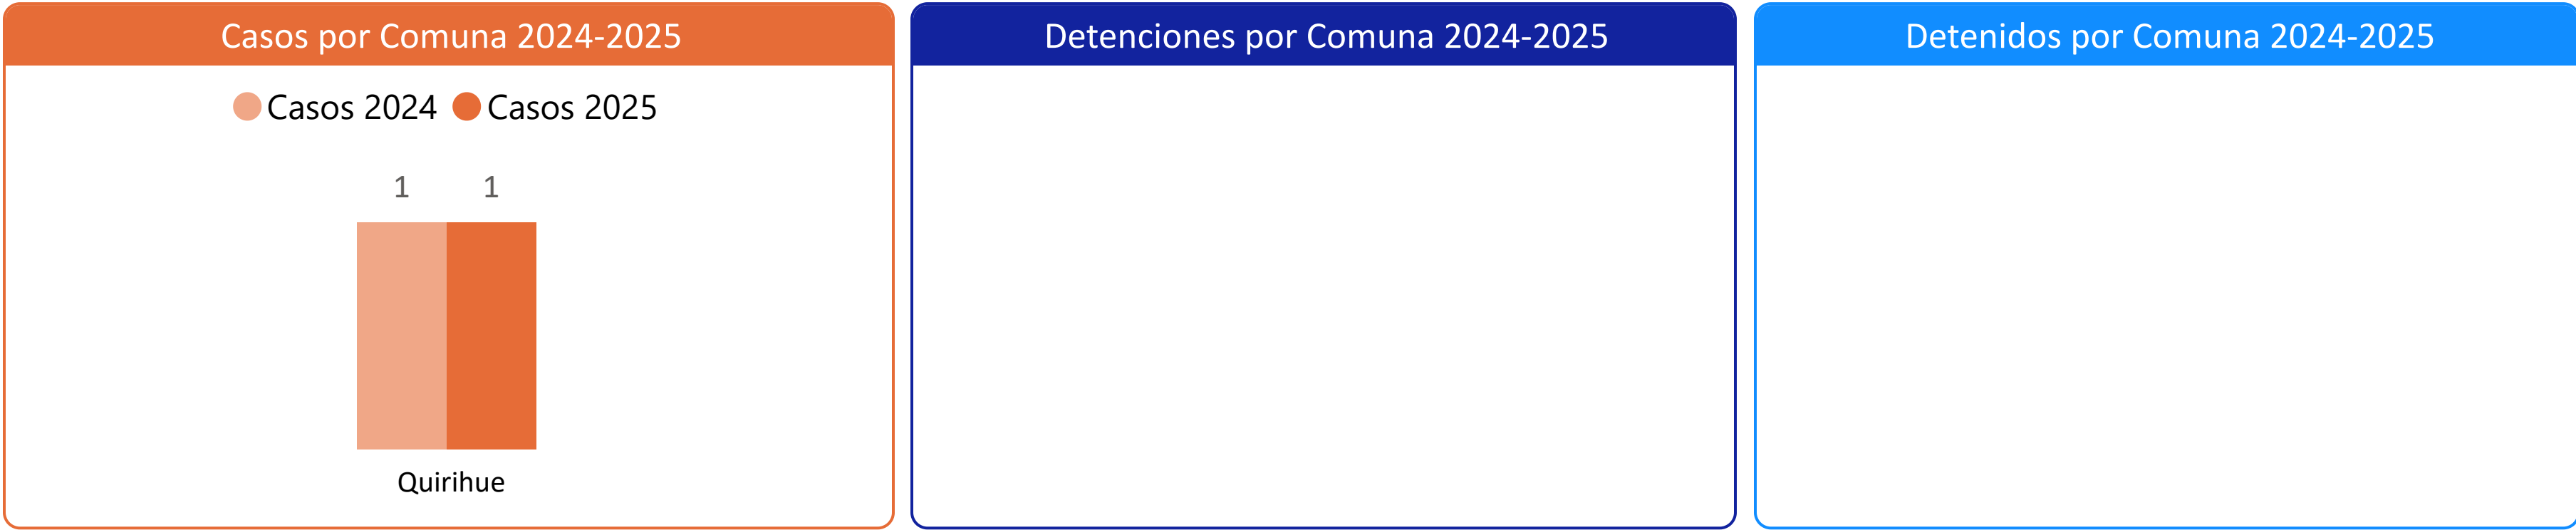 Casos por Comuna 2024-2025
Casos 2024 Casos 2025
1 1
Quirihue
Detenciones por Comuna 2024-2025
Detenidos por Comuna 2024-2025